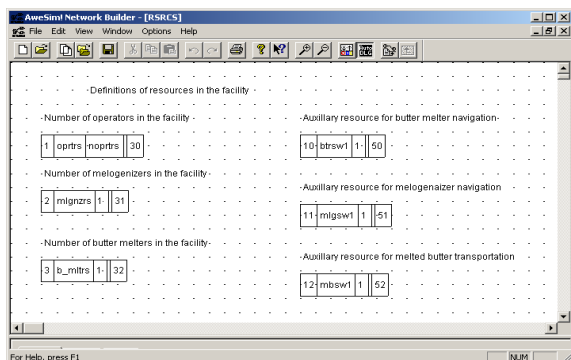 AweSim! Network Builder - [RSRCS]
File Edit View Window Options Help
Definitions of resources in the facility
Number of operators in the facility
1 oprtrs noprtrs 30
Number of melogenizers in the facility
2 mlgnzrs 1 31
Number of butter melters in the facility
3 b_mltrs 1 32
Auxillary resource for butter melter navigation
10 btrsw1 1 50
Auxillary resource for melogenaizer navigation
11 mlgsw1 1 51
Auxillary resource for melted butter transportation
12 mbsw1 1 52
For Help, press F1
NUM